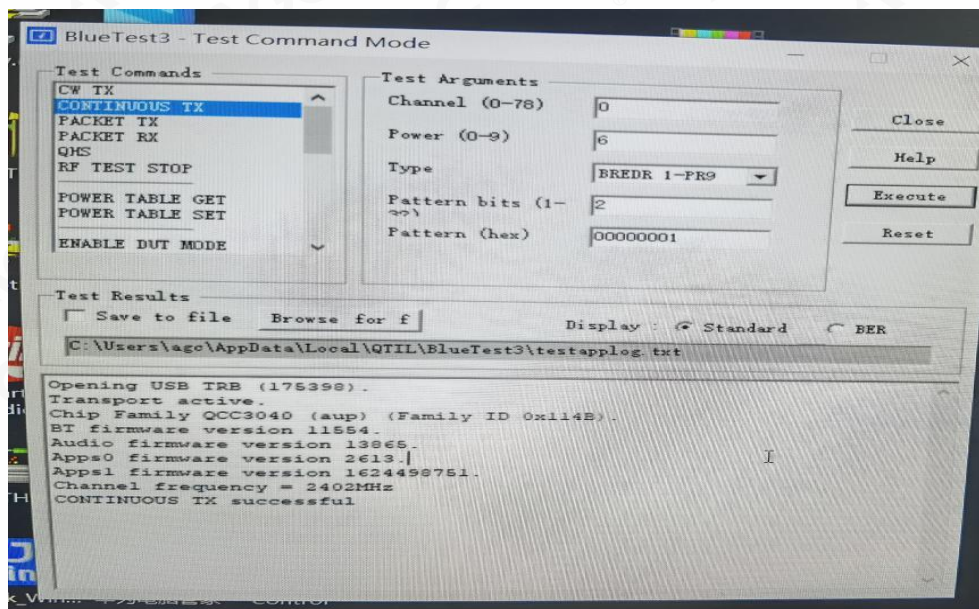 BlueTest3 - Test Command Mode
Test Commands
CW TX
CONTINUOUS TX
PACKET TX
PACKET RX
QHS
RF TEST STOP
POWER TABLE GET
POWER TABLE SET
ENABLE DUT MODE
Test Arguments
Channel (0-78)
0
Power (0-9)
6
Type
BREDR 1-PR9
Pattern bits (1-
2
Pattern (hex)
00000001
Close
Help
Execute
Reset
Test Results
Save to file
Browse for f
Display :
Standard
BER
C:\Users\agc\AppData\Local\QTIL\BlueTest3\testapplog.txt
Opening USB TRB (175398).
Transport active.
Chip Family QCC3040 (aup) (Family ID 0x114B).
BT firmware version 11554.
Audio firmware version 13865.
Apps0 firmware version 2613.
Apps1 firmware version 1624498751.
Channel frequency = 2402MHz
CONTINUOUS TX successful